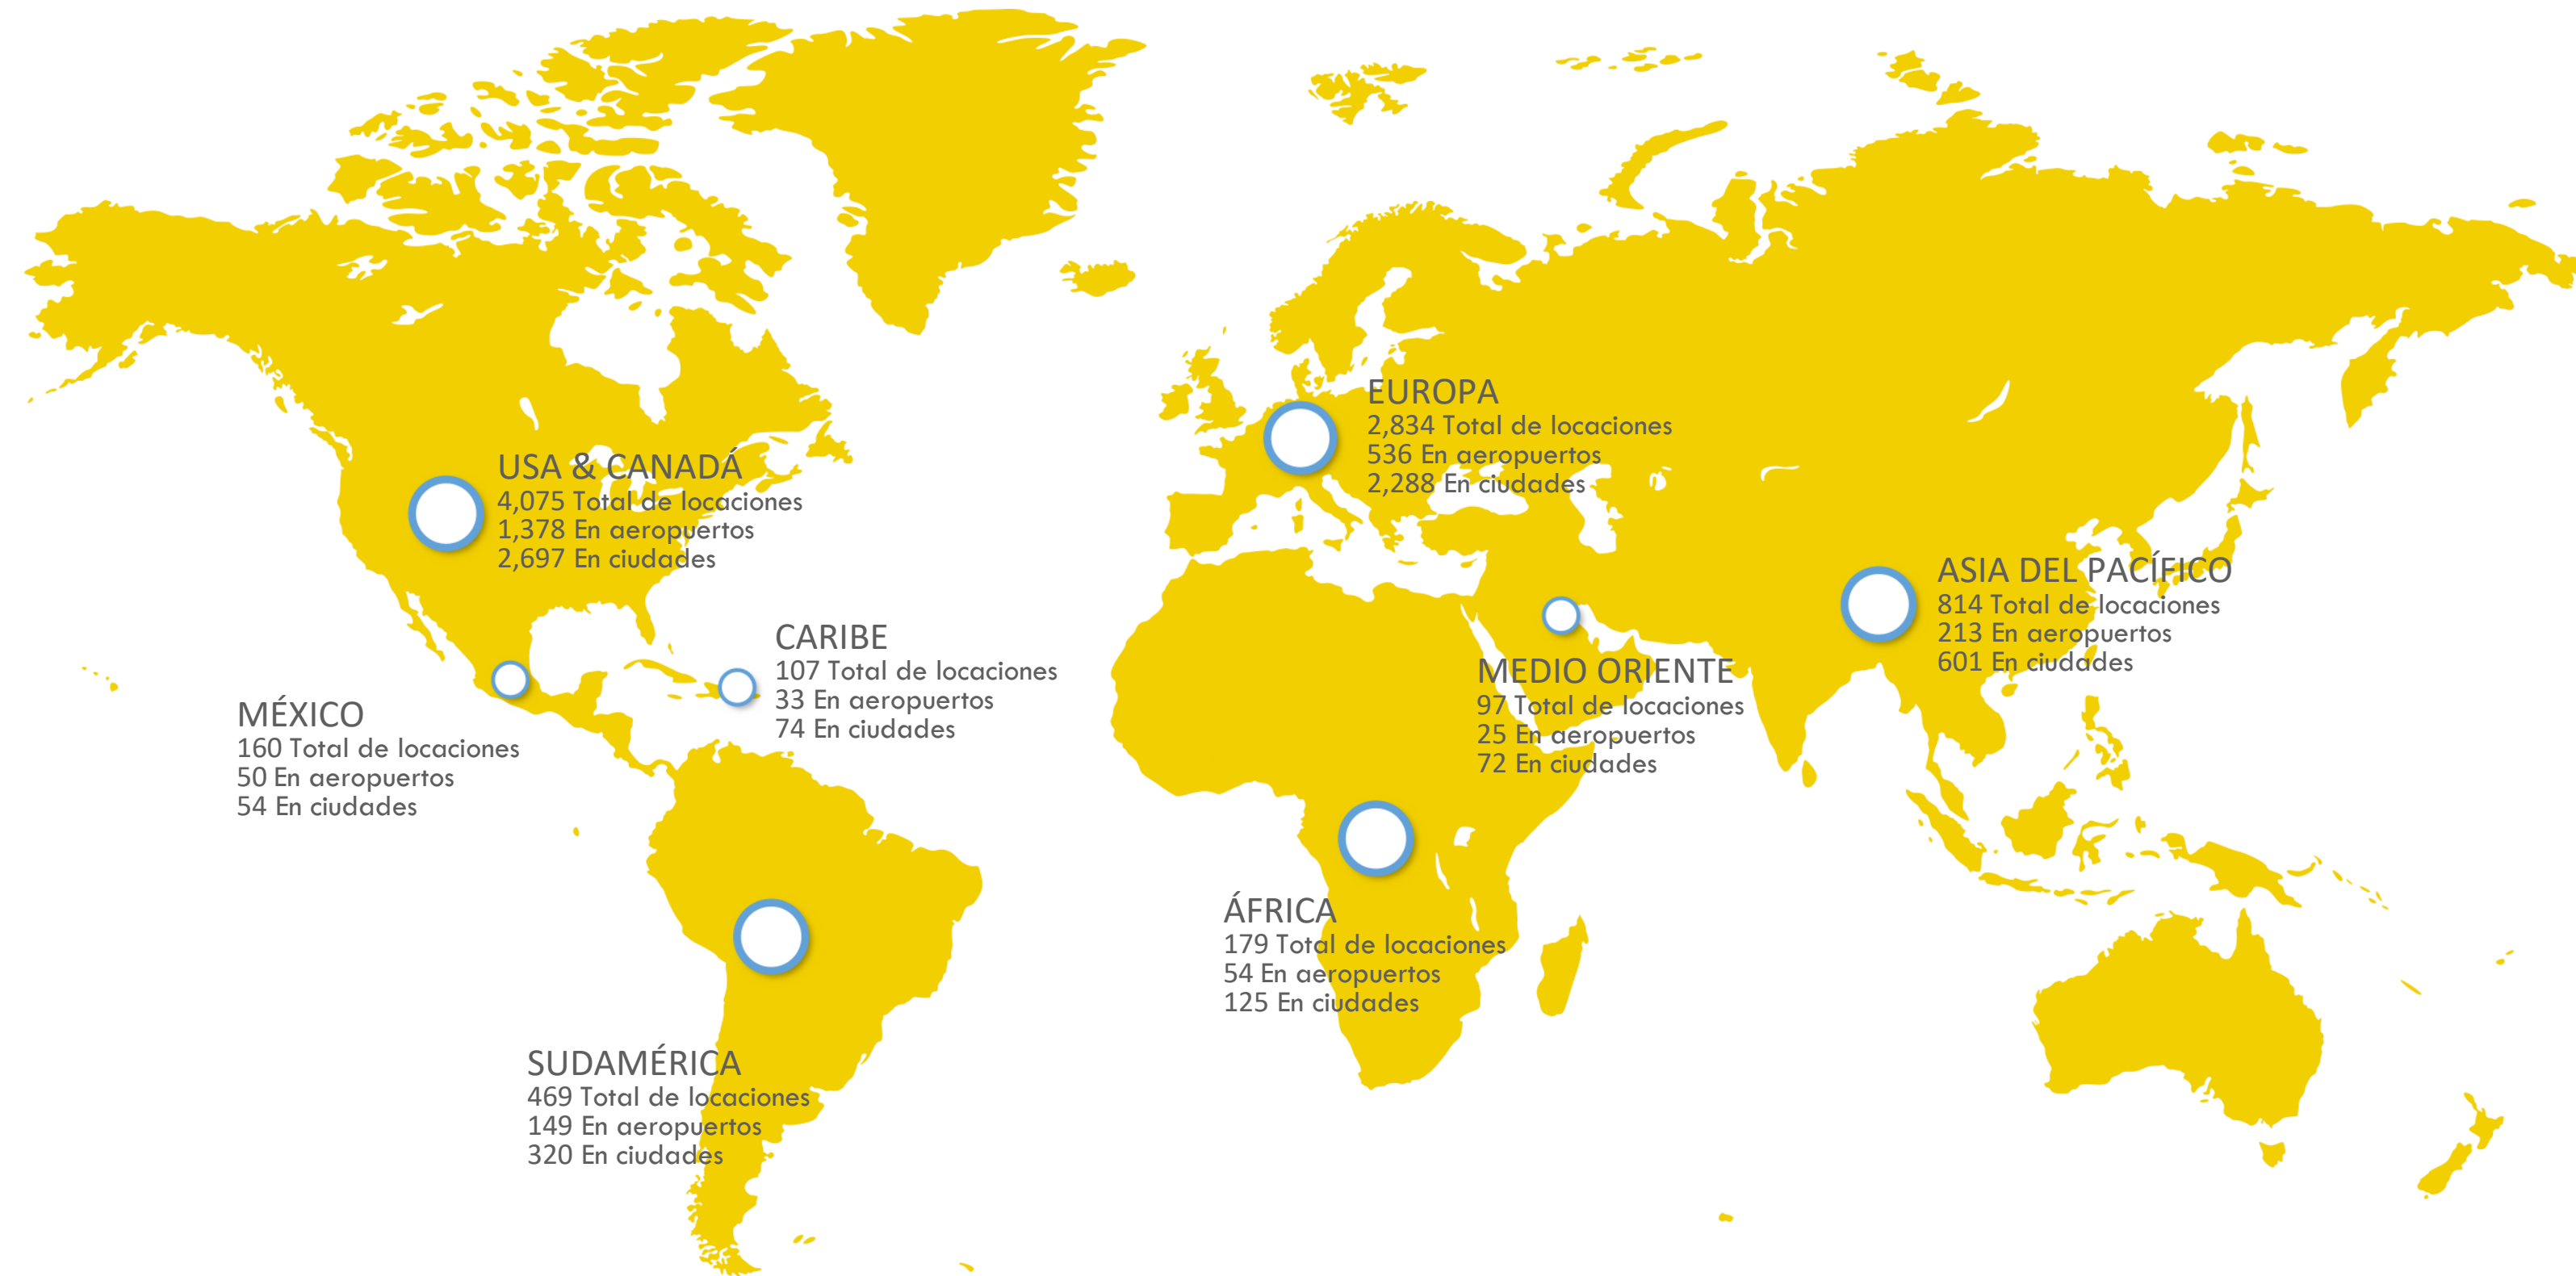 EUROPA
2,834 Total de locaciones
536 En aeropuertos
2,288 En ciudades
USA & CANADÁ
4,075 Total de locaciones
1,378 En aeropuertos
2,697 En ciudades
ASIA DEL PACÍFICO
814 Total de locaciones
213 En aeropuertos
601 En ciudades
CARIBE
107 Total de locaciones
33 En aeropuertos
74 En ciudades
MEDIO ORIENTE
97 Total de locaciones
25 En aeropuertos
72 En ciudades
MÉXICO
160 Total de locaciones
50 En aeropuertos
54 En ciudades
ÁFRICA
179 Total de locaciones
54 En aeropuertos
125 En ciudades
SUDAMÉRICA
469 Total de locaciones
149 En aeropuertos
320 En ciudades